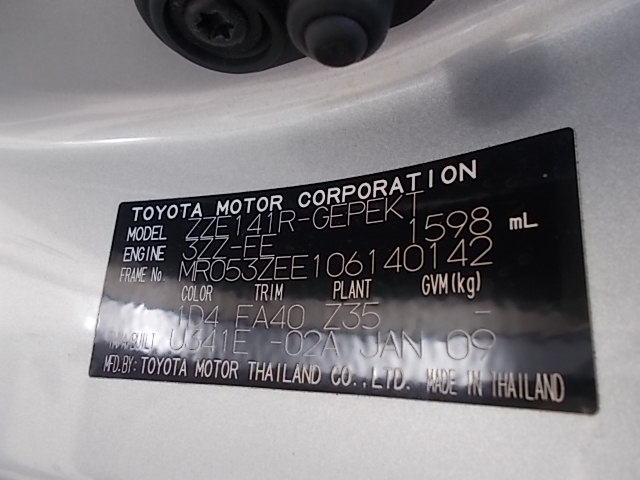 TOYOTA MOTOR CORPORATION
MODEL ZZE141R-GEPEKT
ENGINE 3ZZ-FE 1598 mL
FRAME No. MR053ZEE106140142
COLOR TRIM PLANT GVM(kg)
1D4 FA40 Z35 -
BUILT U341E -02A JAN 09
MFD.BY: TOYOTA MOTOR THAILAND CO.,LTD. MADE IN THAILAND